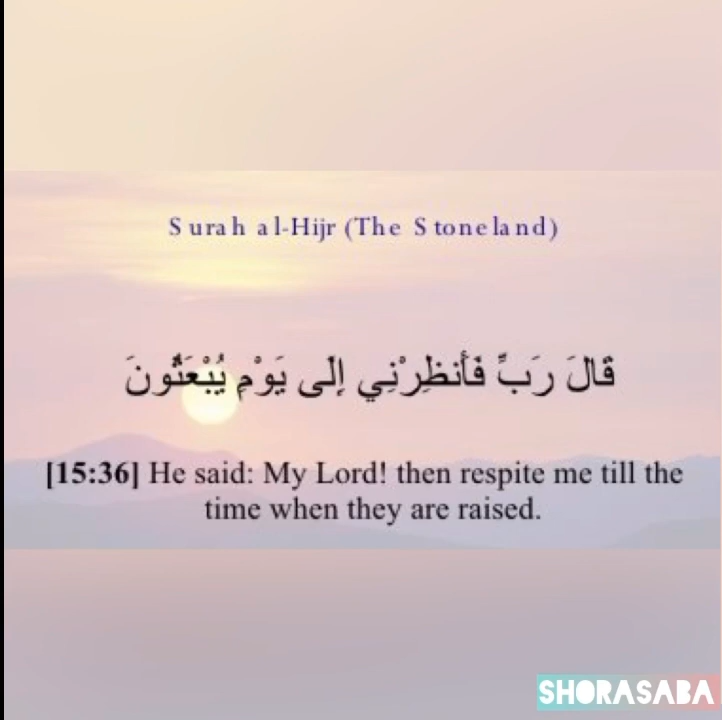 Surah al-Hijr (The Stoneland)
قَالَ رَبِّ فَأَنظِرْنِي إِلَى يَوْمِ يُبْعَثُونَ
[15:36] He said: My Lord! then respite me till the
time when they are raised.
SHORASABA